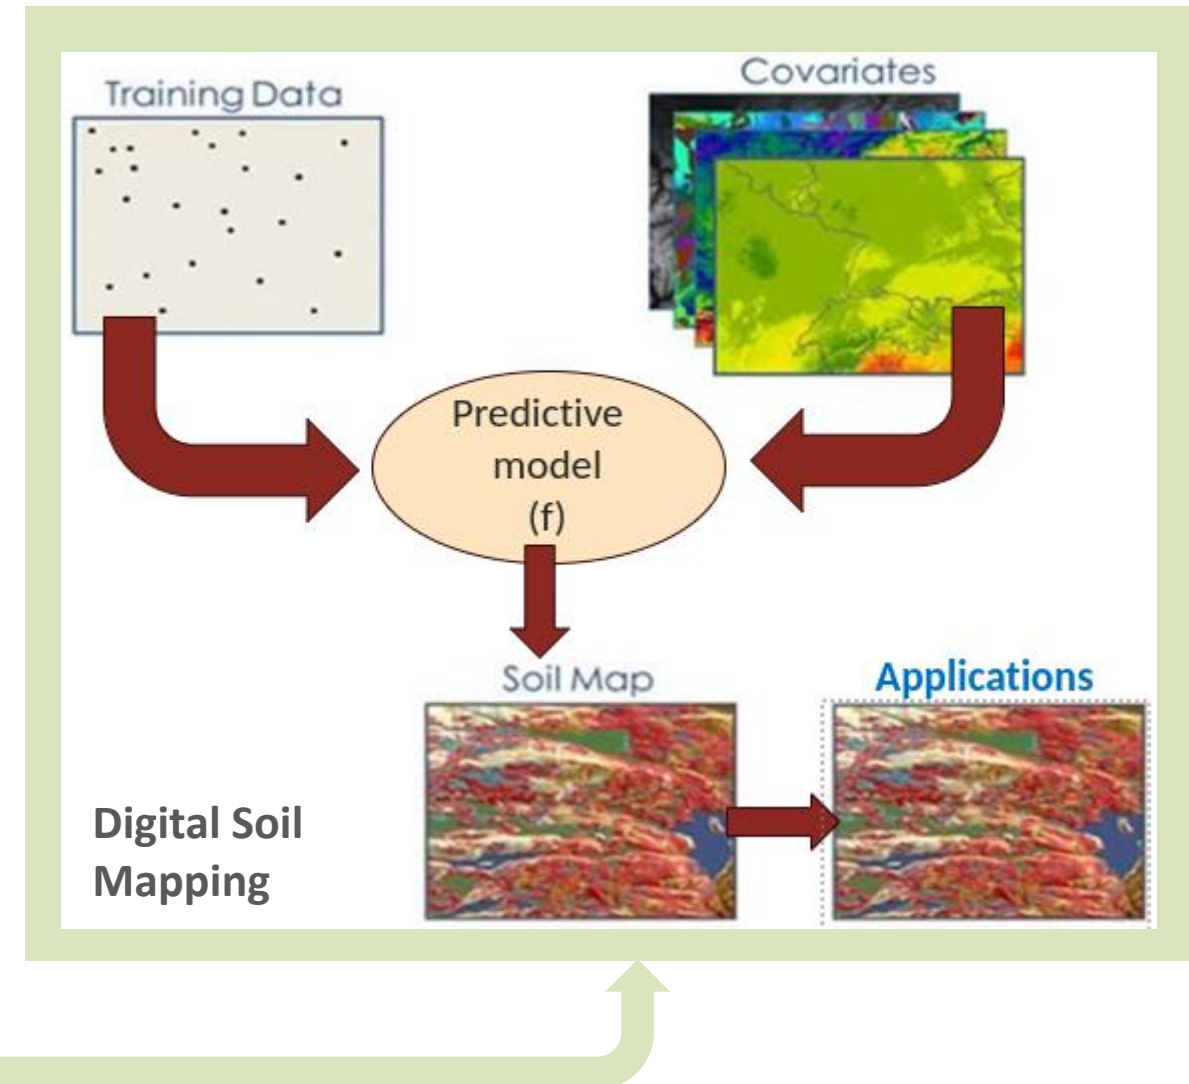 Training Data
Covariates
Predictive
model
(f)
Soil Map
Applications
Digital Soil
Mapping